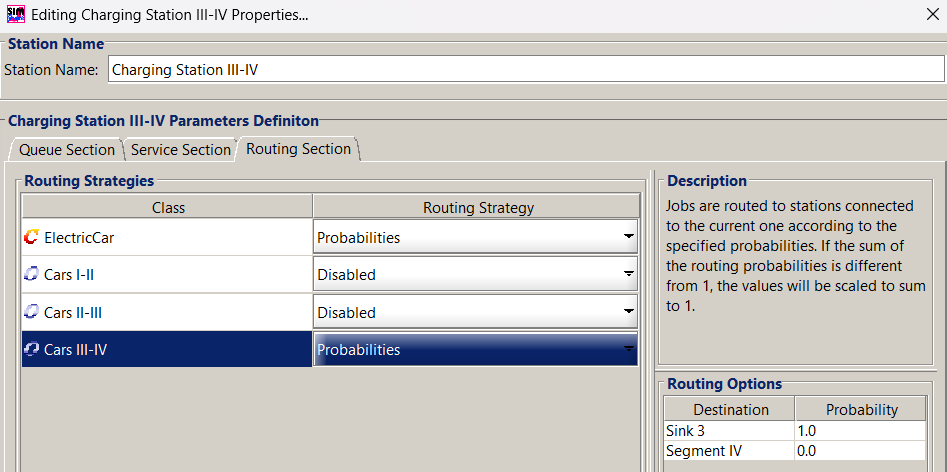 Editing Charging Station III-IV Properties...
Station Name
Station Name: Charging Station III-IV
Charging Station III-IV Parameters Definiton
Queue Section Service Section Routing Section
Routing Strategies
Class Routing Strategy
ElectricCar Probabilities
Cars I-II Disabled
Cars II-III Disabled
Cars III-IV Probabilities
Description
Jobs are routed to stations connected
to the current one according to the
specified probabilities. If the sum of
the routing probabilities is different
from 1, the values will be scaled to sum
to 1.
Routing Options
Destination Probability
Sink 3 1.0
Segment IV 0.0